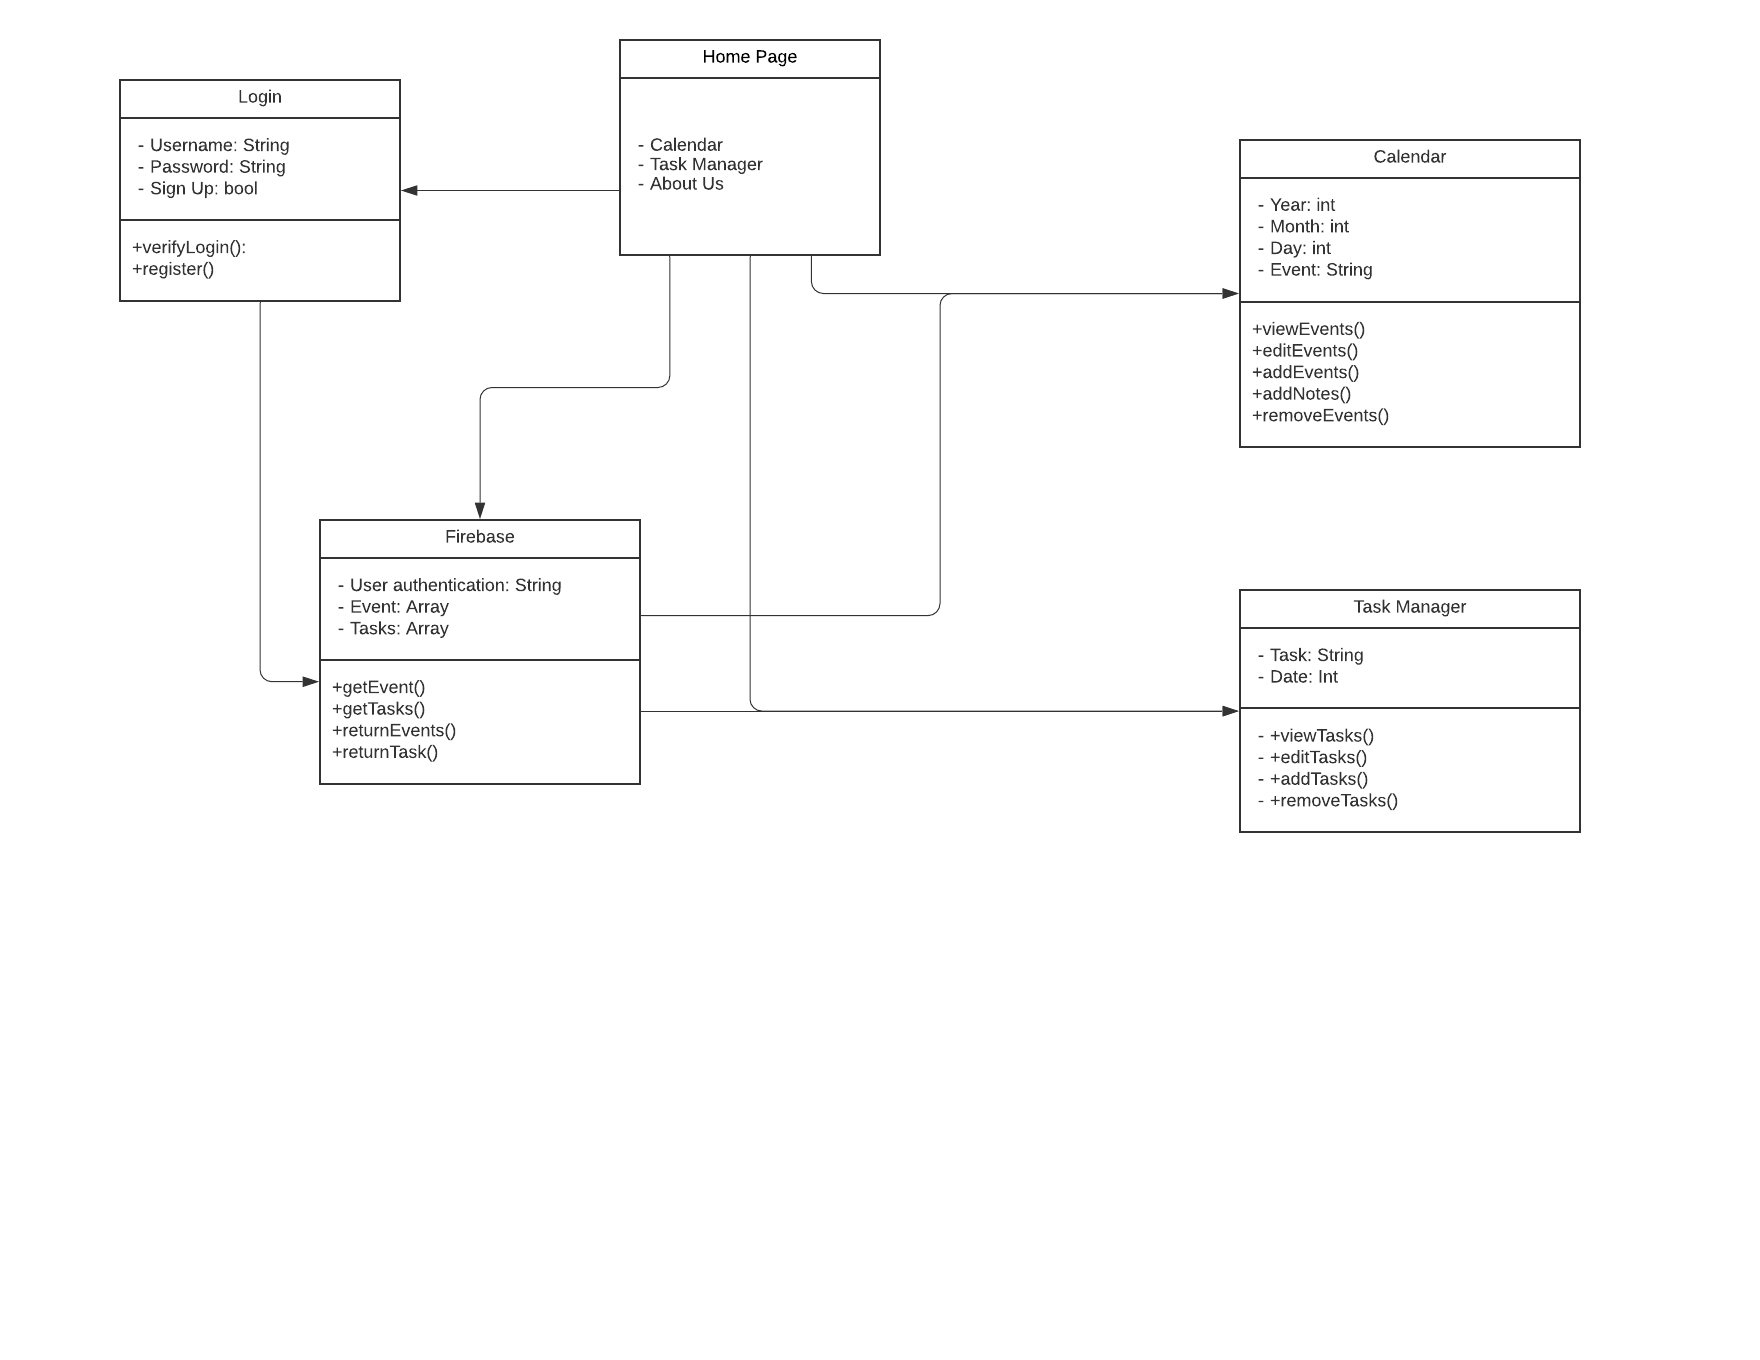 Home Page
- Calendar
- Task Manager
- About Us
Login
- Username: String
- Password: String
- Sign Up: bool
+verifyLogin():
+register()
Calendar
- Year: int
- Month: int
- Day: int
- Event: String
+viewEvents()
+editEvents()
+addEvents()
+addNotes()
+removeEvents()
Firebase
- User authentication: String
- Event: Array
- Tasks: Array
+getEvent()
+getTasks()
+returnEvents()
+returnTask()
Task Manager
- Task: String
- Date: Int
- +viewTasks()
- +editTasks()
- +addTasks()
- +removeTasks()